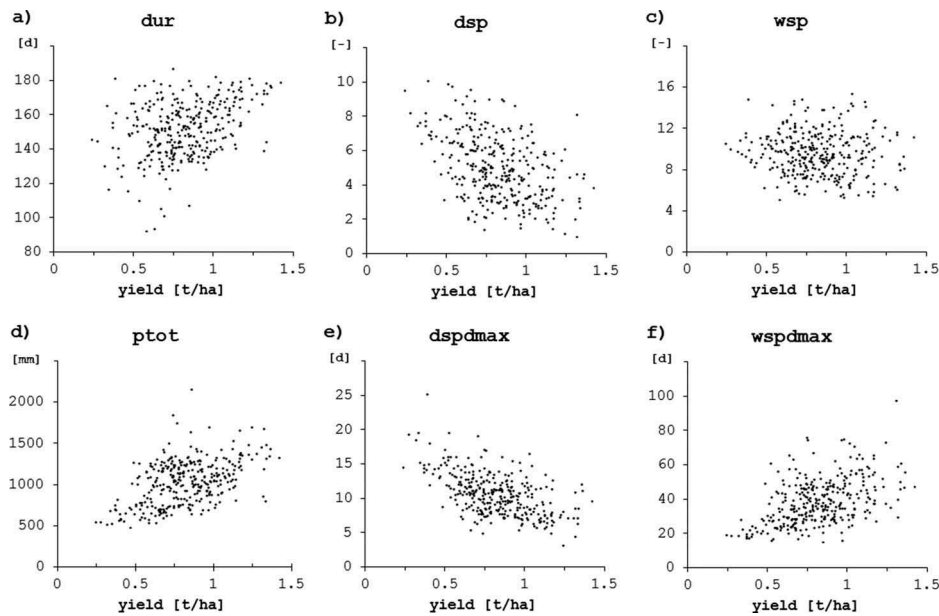 a) dur
[d]
180
160
140
120
100
80
0 0.5 1 1.5
yield [t/ha]
b) dsp
[-]
10
8
6
4
2
0
0 0.5 1 1.5
yield [t/ha]
c) wsp
[-]
16
12
8
4
0
0 0.5 1 1.5
yield [t/ha]
d) ptot
[mm]
2000
1500
1000
500
0
0 0.5 1 1.5
yield [t/ha]
e) dspdmax
[d]
25
20
15
10
5
0
0 0.5 1 1.5
yield [t/ha]
f) wspdmax
[d]
100
80
60
40
20
0
0 0.5 1 1.5
yield [t/ha]